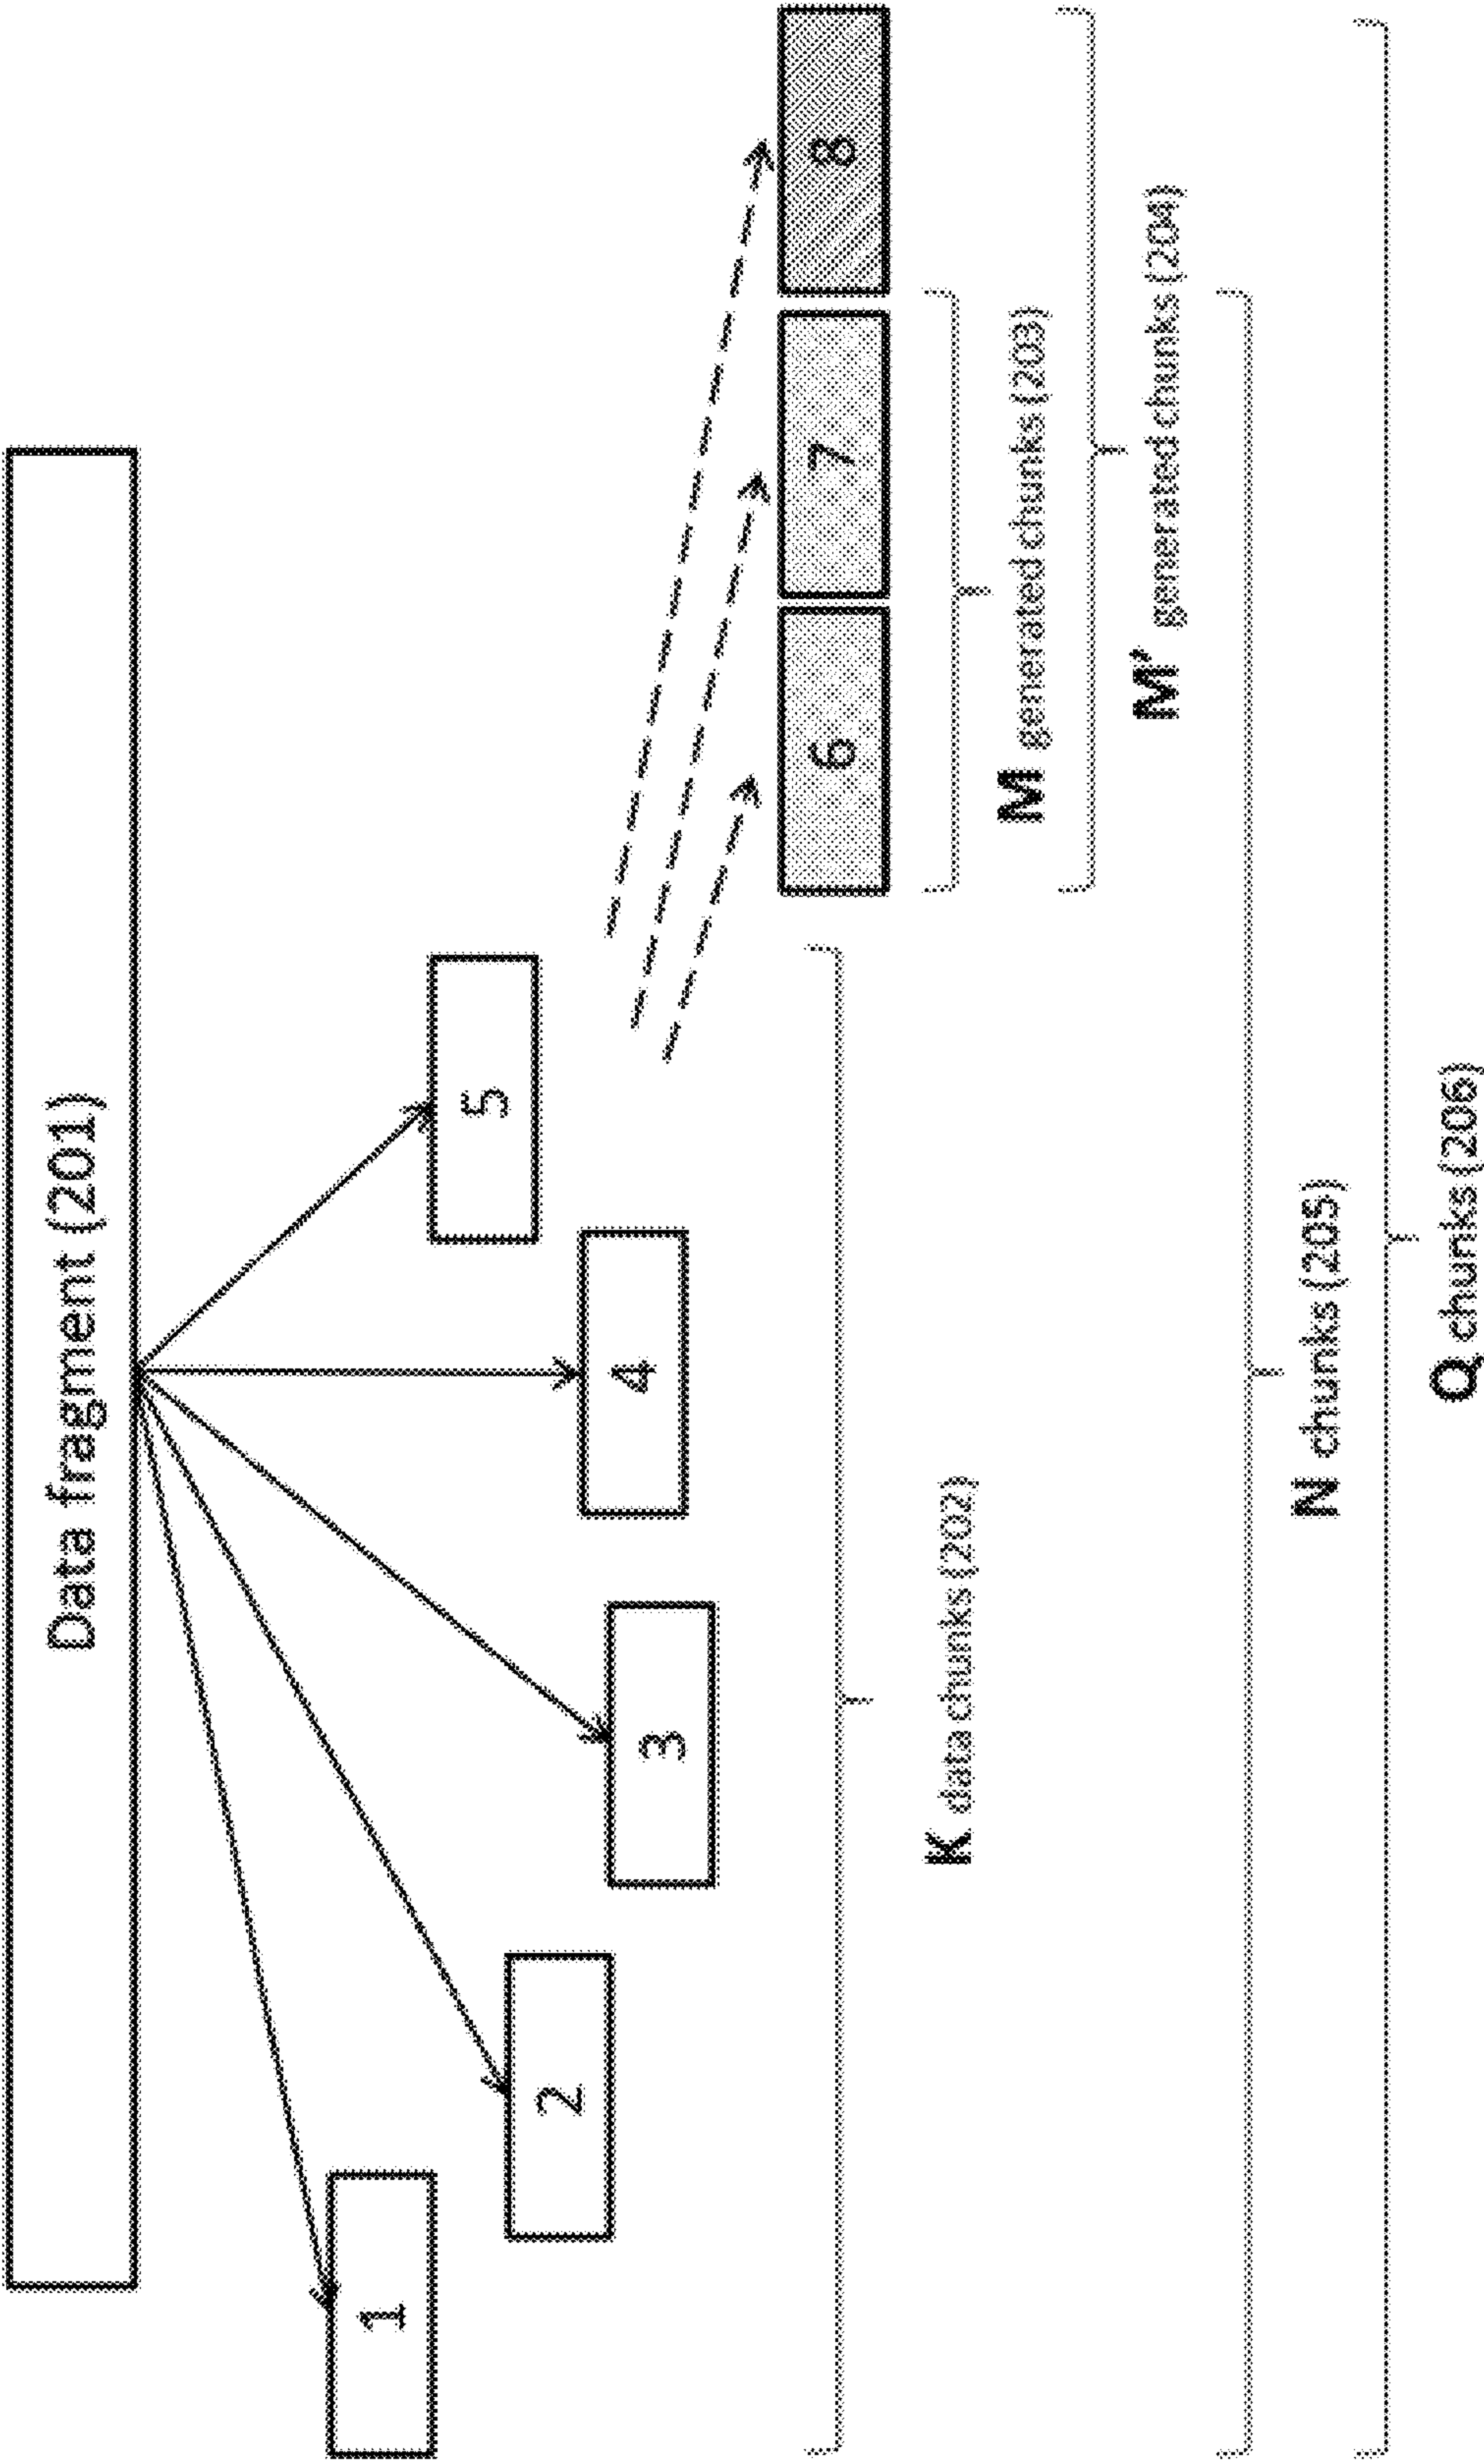 Data fragment (201)
1
2
3
4
5
6
7
8
K data chunks (202)
M generated chunks (203)
M' generated chunks (204)
N chunks (205)
Q chunks (206)